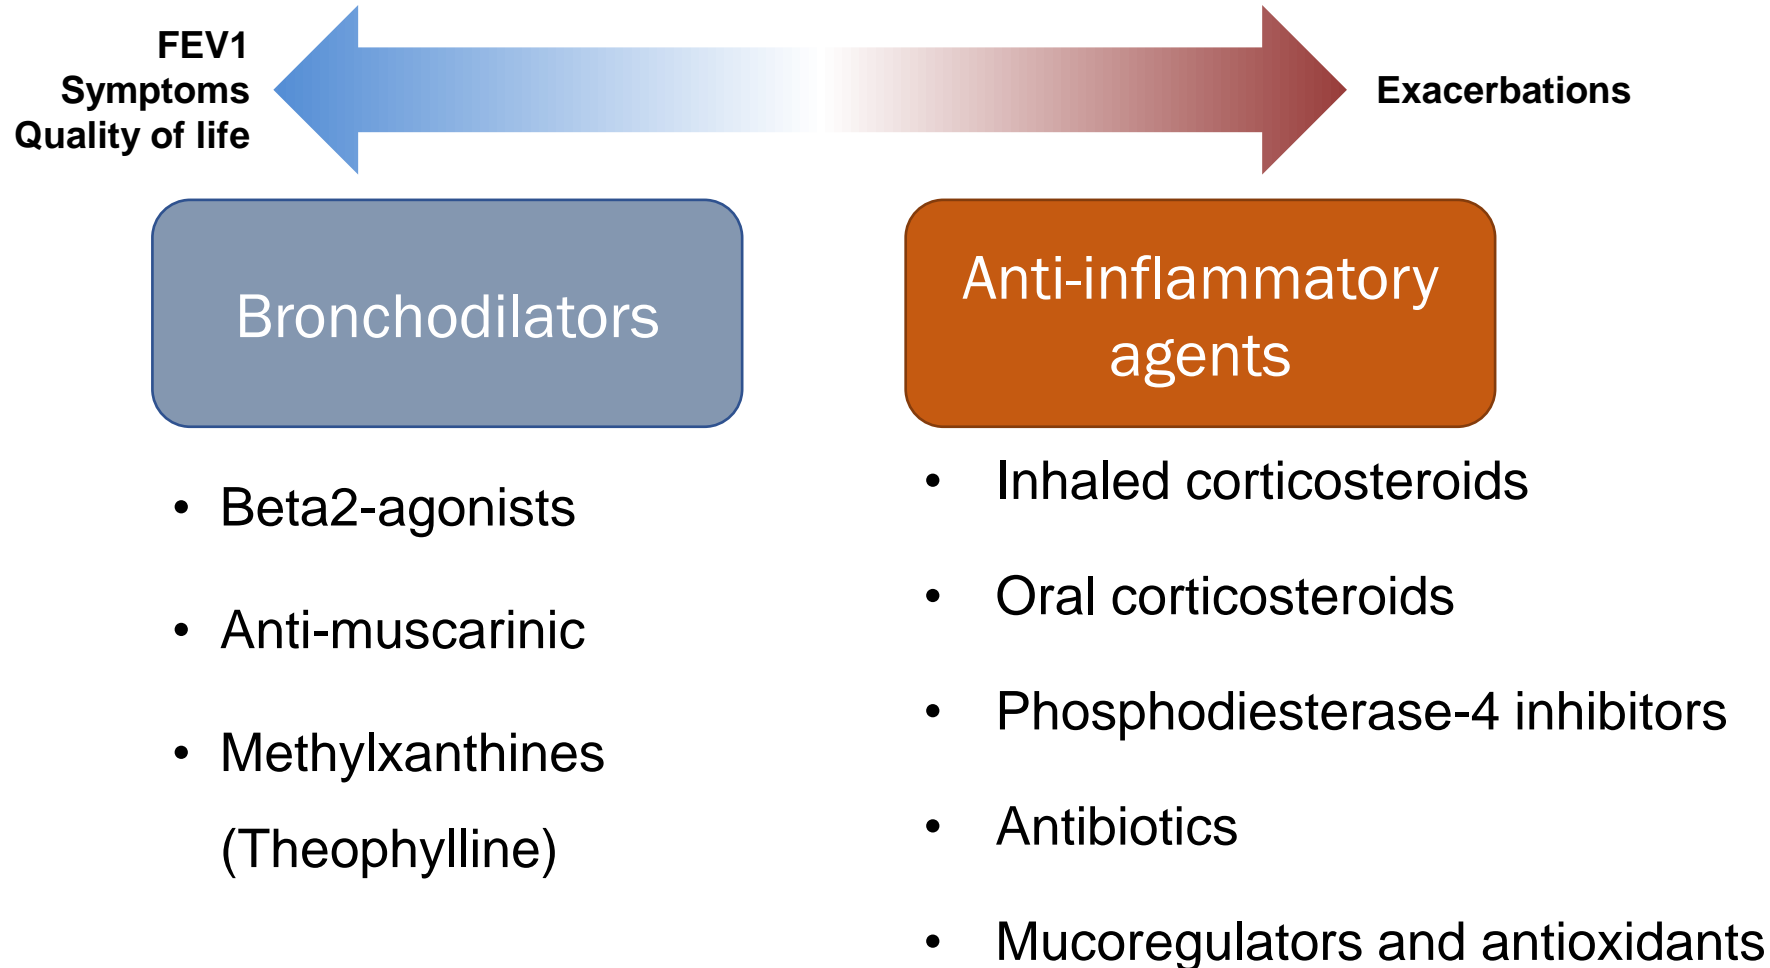 FEV1
Symptoms
Quality of life
Exacerbations
Bronchodilators
• Beta2-agonists
• Anti-muscarinic
• Methylxanthines
(Theophylline)
Anti-inflammatory
agents
• Inhaled corticosteroids
• Oral corticosteroids
• Phosphodiesterase-4 inhibitors
• Antibiotics
• Mucoregulators and antioxidants